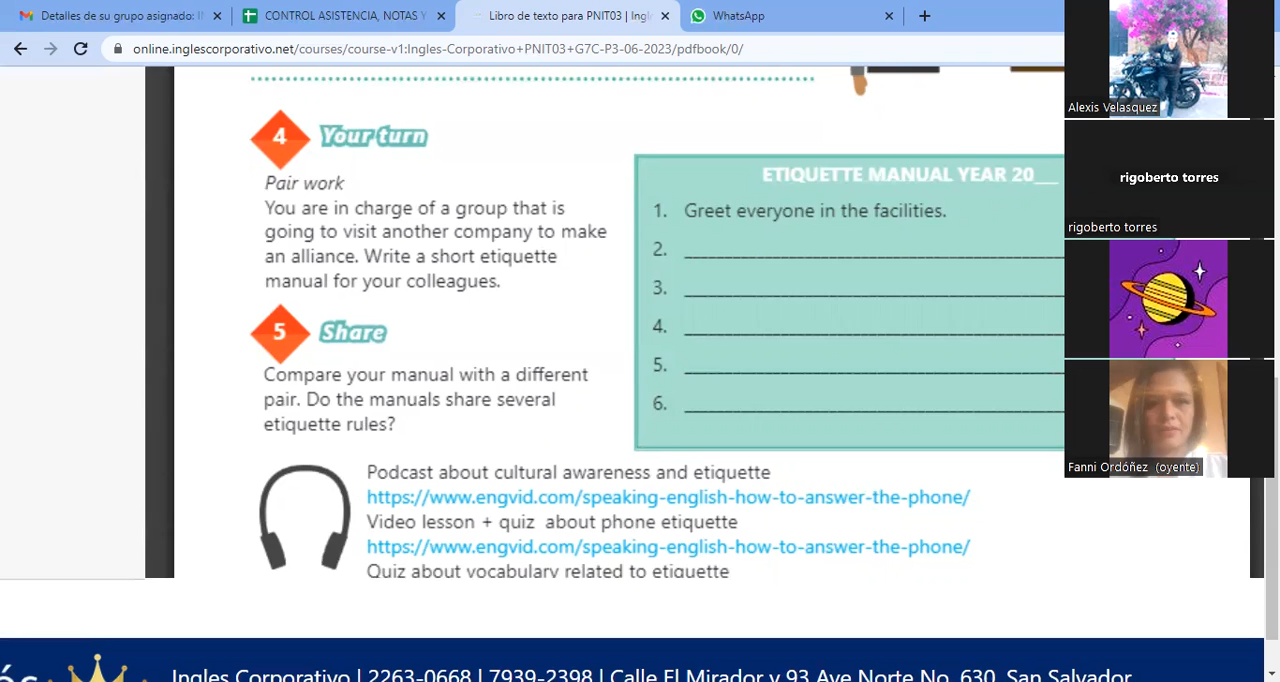 Detalles de su grupo asignado: I
CONTROL ASISTENCIA, NOTAS Y
Libro de texto para PNIT03 | Ingl
WhatsApp
online.inglescorporativo.net/courses/course-v1:Ingles-Corporativo+PNIT03+G7C-P3-06-2023/pdfbook/0/
4 Your turn
Pair work
You are in charge of a group that is
going to visit another company to make
an alliance. Write a short etiquette
manual for your colleagues.
5 Share
Compare your manual with a different
pair. Do the manuals share several
etiquette rules?
ETIQUETTE MANUAL YEAR 20__
1. Greet everyone in the facilities.
2.
3.
4.
5.
6.
Podcast about cultural awareness and etiquette
https://www.engvid.com/speaking-english-how-to-answer-the-phone/
Video lesson + quiz about phone etiquette
https://www.engvid.com/speaking-english-how-to-answer-the-phone/
Quiz about vocabulary related to etiquette
Alexis Velasquez
rigoberto torres
rigoberto torres
Fanni Ordóñez (oyente)
Ingles Corporativo | 2263-0668 | 7939-2398 | Calle El Mirador y 93 Ave Norte No. 630, San Salvador